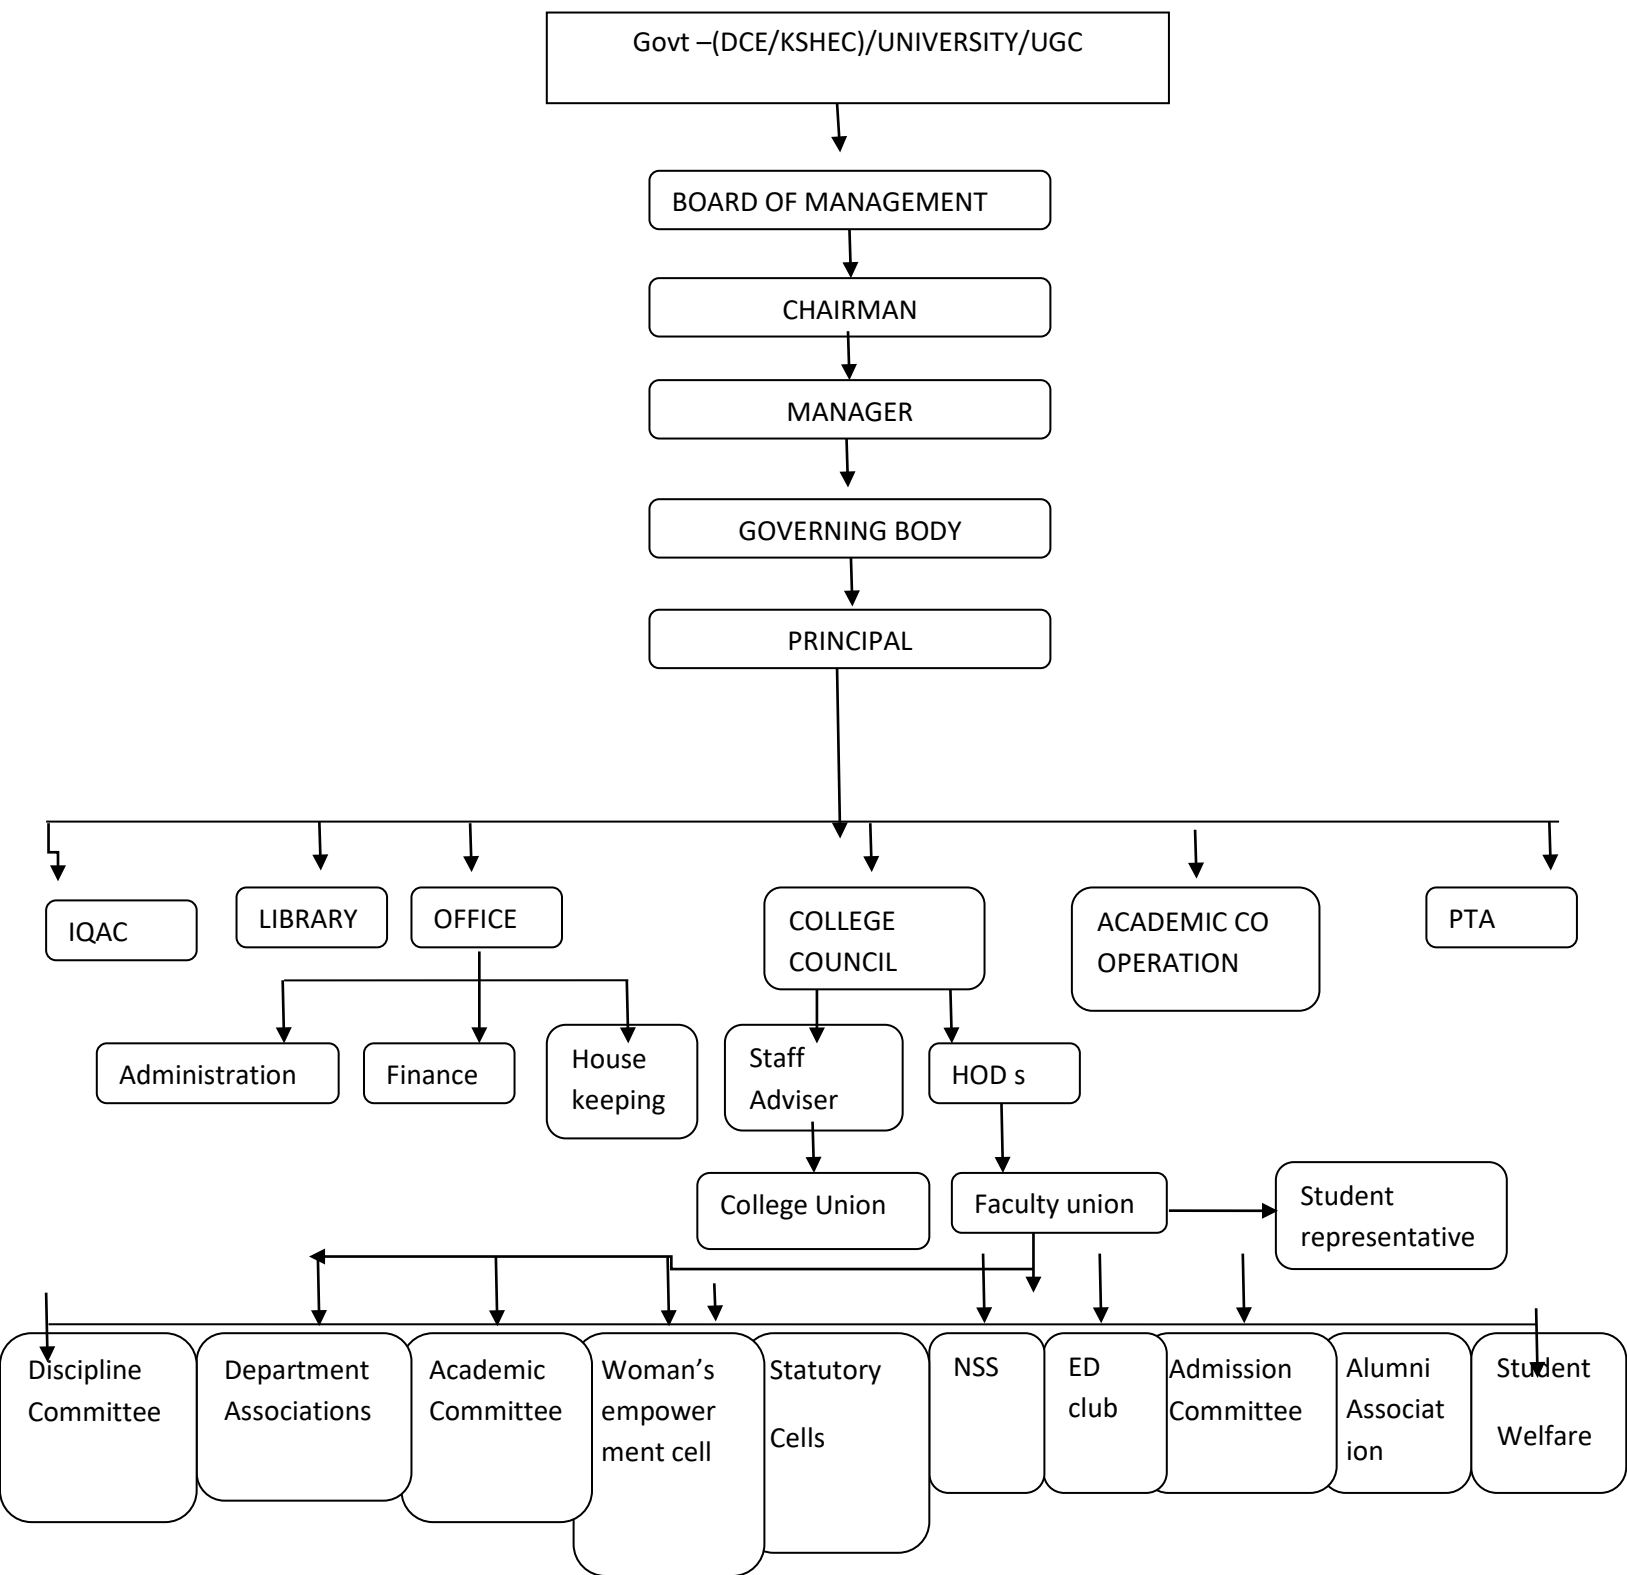 Govt –(DCE/KSHEC)/UNIVERSITY/UGC
BOARD OF MANAGEMENT
CHAIRMAN
MANAGER
GOVERNING BODY
PRINCIPAL
IQAC
LIBRARY
OFFICE
COLLEGE
COUNCIL
ACADEMIC CO
OPERATION
PTA
Administration
Finance
House
keeping
Staff
Adviser
HOD s
College Union
Faculty union
Student
representative
Discipline
Committee
Department
Associations
Academic
Committee
Woman’s
empower
ment cell
Statutory
Cells
NSS
ED
club
Admission
Committee
Alumni
Associat
ion
Student
Welfare